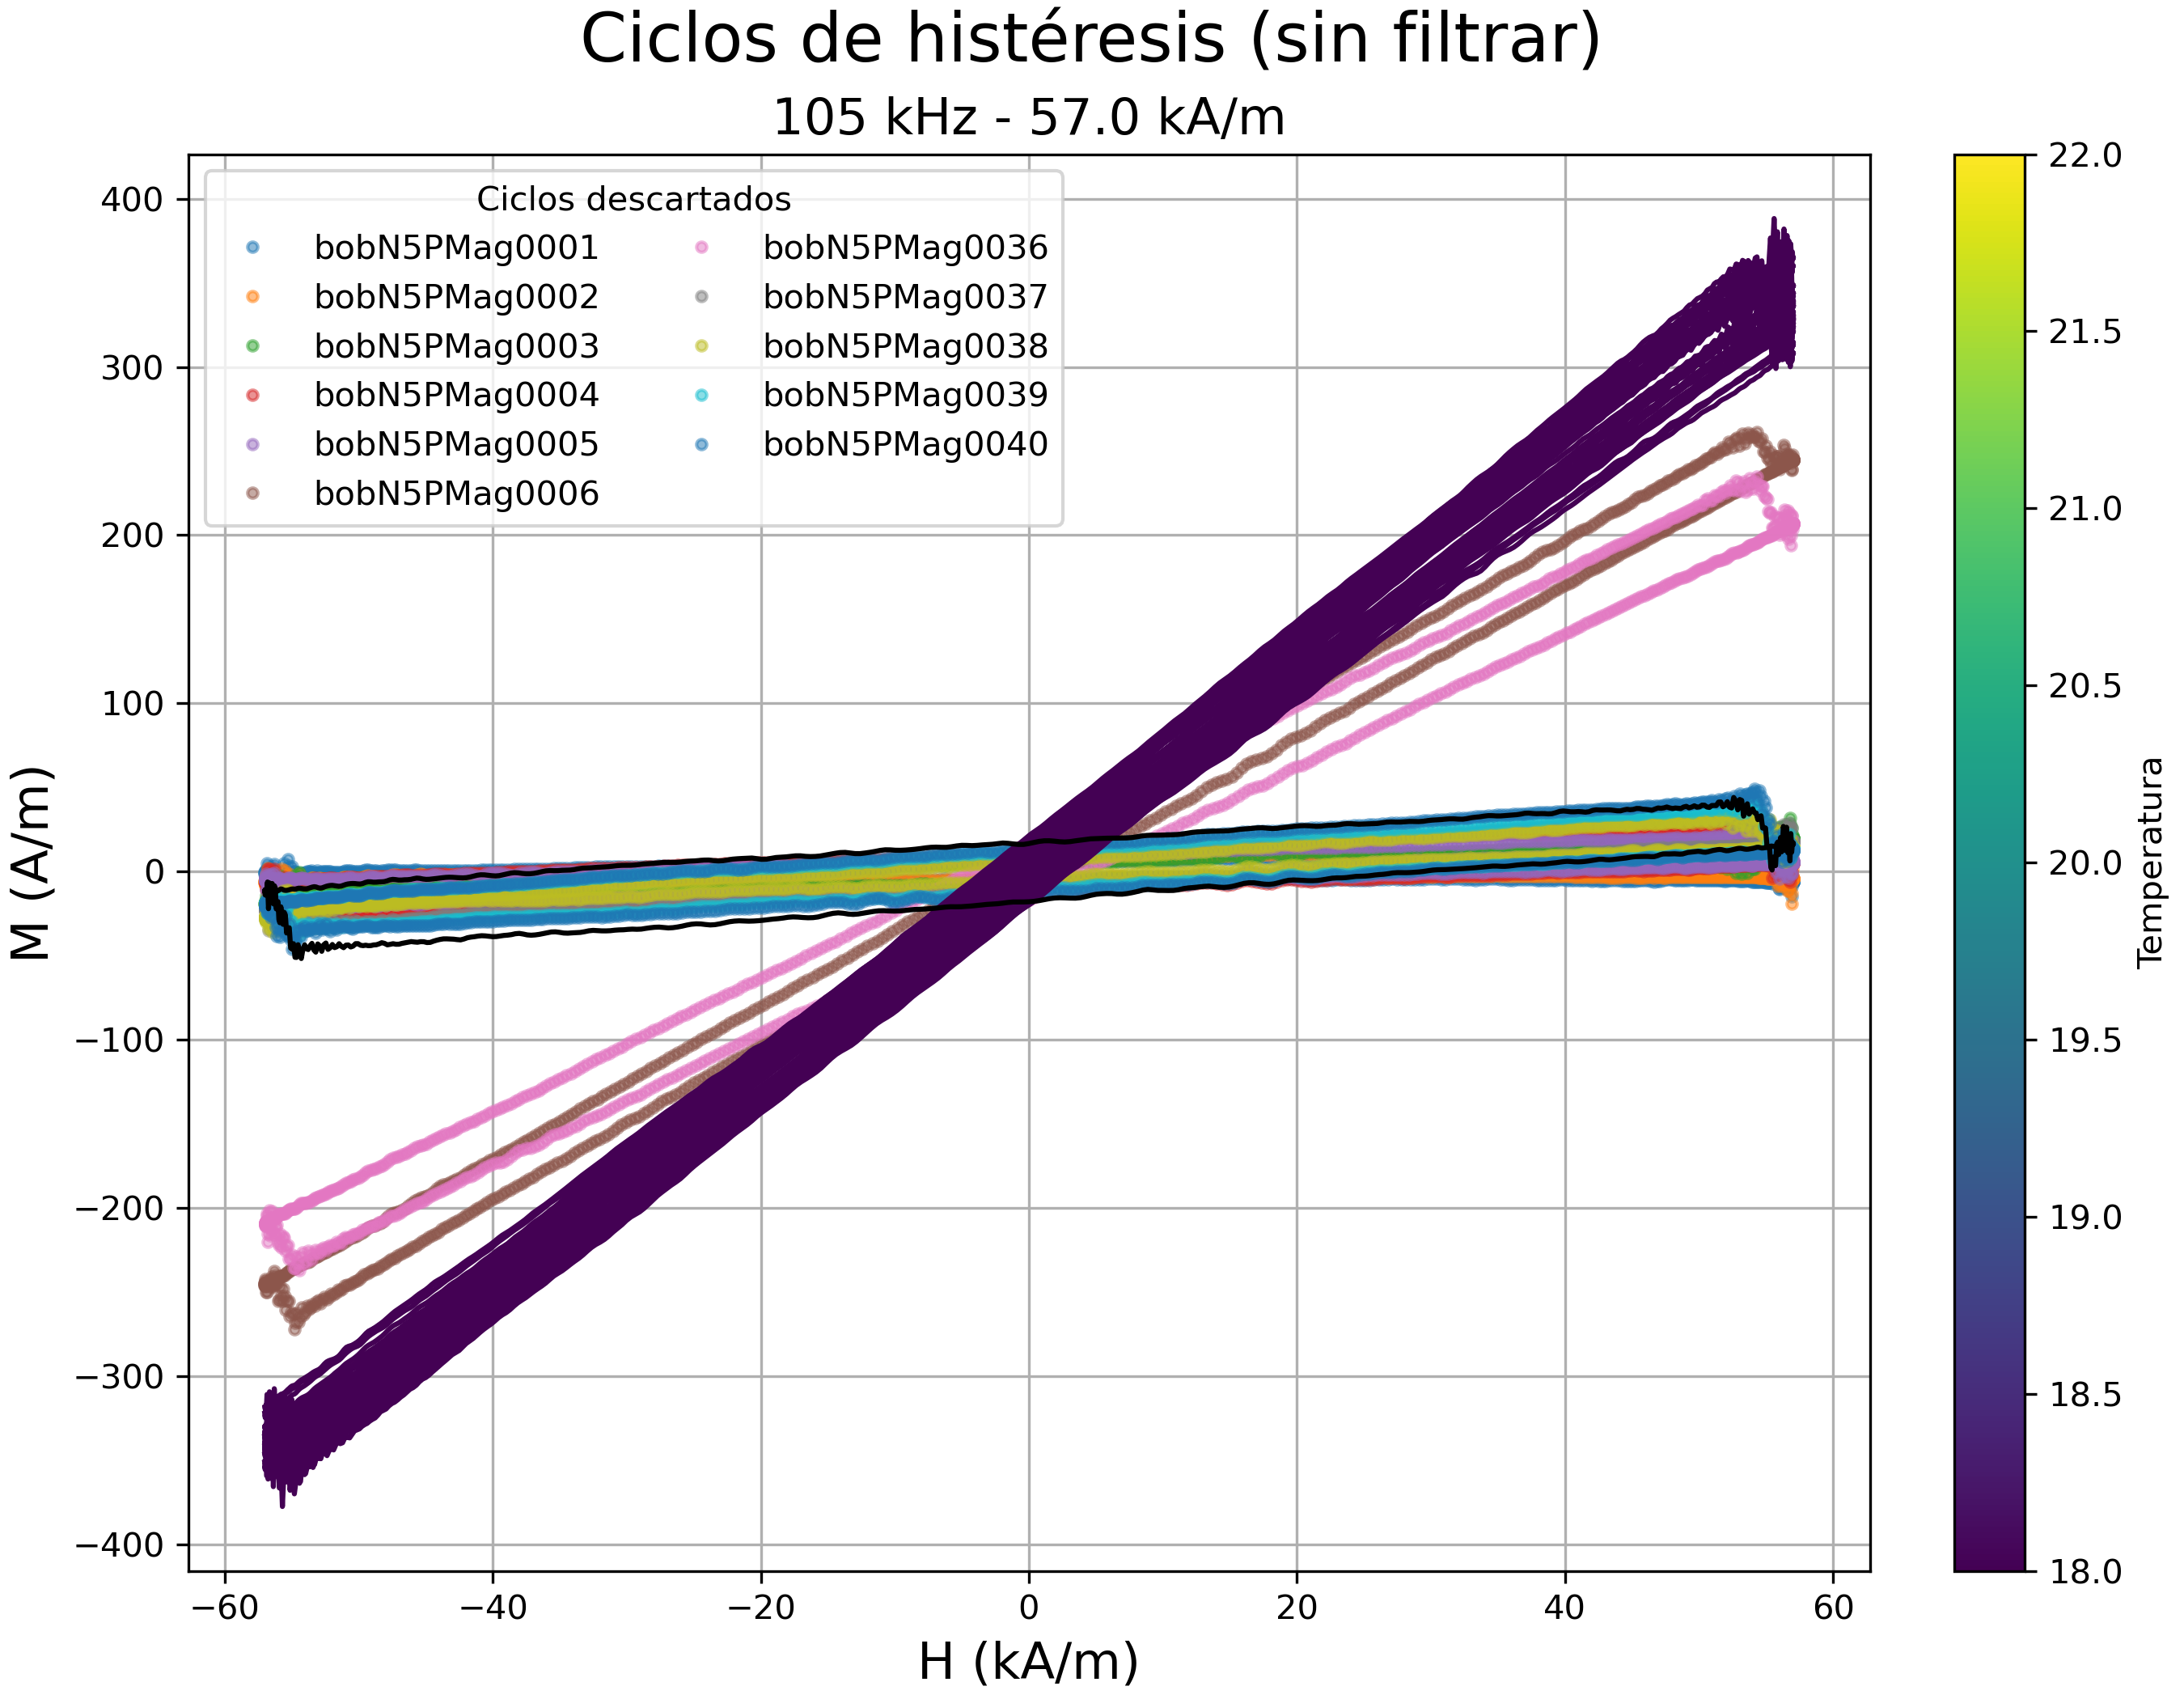 Ciclos de histéresis (sin filtrar)
105 kHz - 57.0 kA/m
Ciclos descartados
bobN5PMag0001
bobN5PMag0002
bobN5PMag0003
bobN5PMag0004
bobN5PMag0005
bobN5PMag0006
bobN5PMag0036
bobN5PMag0037
bobN5PMag0038
bobN5PMag0039
bobN5PMag0040
M (A/m)
400
300
200
100
0
−100
−200
−300
−400
−60
−40
−20
0
20
40
60
H (kA/m)
22.0
21.5
21.0
20.5
20.0
19.5
19.0
18.5
18.0
Temperatura